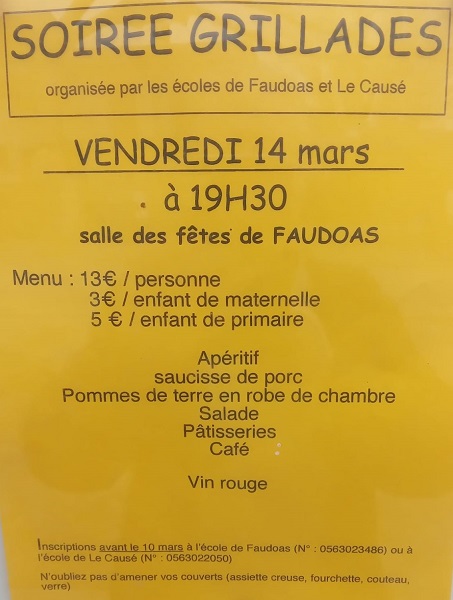 SOIREE GRILLADES
organisée par les écoles de Faudoas et Le Causé
VENDREDI 14 mars
à 19H30
salle des fêtes de FAUDOAS
Menu : 13€ / personne
3€ / enfant de maternelle
5 € / enfant de primaire
Apéritif
saucisse de porc
Pommes de terre en robe de chambre
Salade
Pâtisseries
Café
Vin rouge
Inscriptions avant le 10 mars à l'école de Faudoas (N° : 0563023486) ou à
l'école de Le Causé (N° : 0563022050)
N'oubliez pas d'amener vos couverts (assiette creuse, fourchette, couteau,
verre)